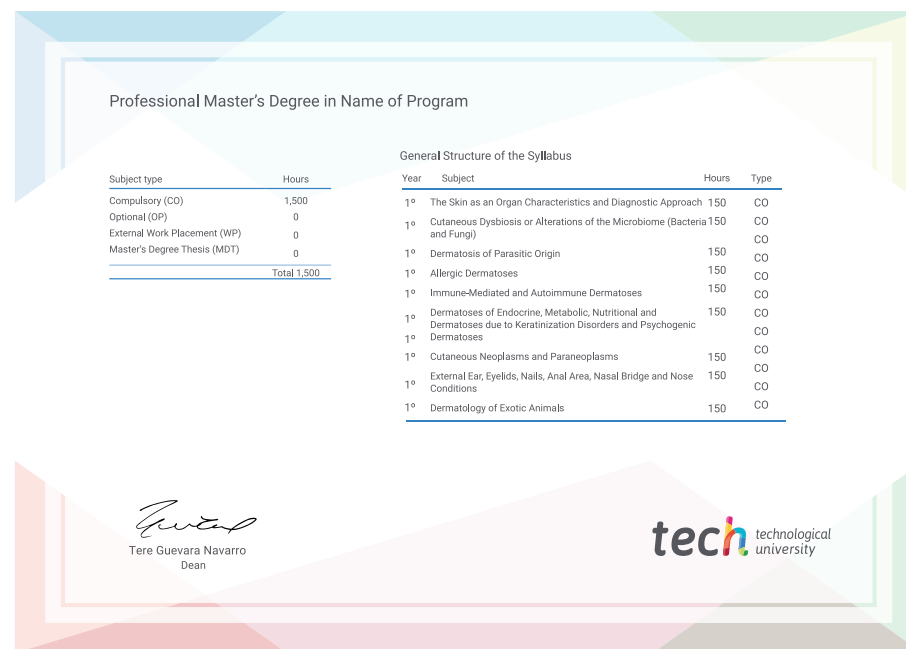 Professional Master's Degree in Name of Program
General Structure of the Syllabus
Subject type Hours
Compulsory (CO) 1,500
Optional (OP) 0
External Work Placement (WP) 0
Master's Degree Thesis (MDT) 0
Total 1,500
Year Subject Hours Type
1º The Skin as an Organ Characteristics and Diagnostic Approach 150 CO
1º Cutaneous Dysbiosis or Alterations of the Microbiome (Bacteria 150 CO
and Fungi) CO
1º Dermatosis of Parasitic Origin 150 CO
1º Allergic Dermatoses 150 CO
1º Immune-Mediated and Autoimmune Dermatoses 150 CO
1º Dermatoses of Endocrine, Metabolic, Nutritional and 150 CO
Dermatoses due to Keratinization Disorders and Psychogenic CO
1º Dermatoses CO
1º Cutaneous Neoplasms and Paraneoplasms 150 CO
External Ear, Eyelids, Nails, Anal Area, Nasal Bridge and Nose 150
1º Conditions CO
1º Dermatology of Exotic Animals 150 CO
Tere Guevara Navarro
Dean
tech technological
university